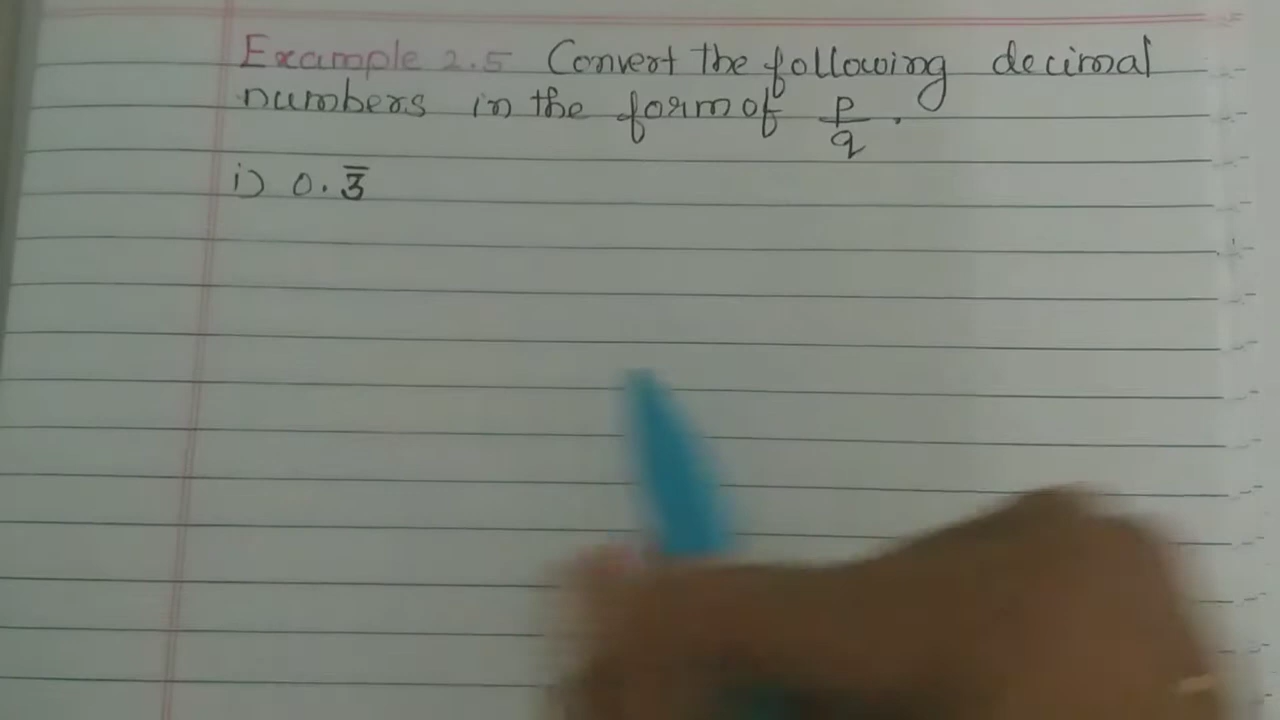 Example 2.5 Convert the following decimal
numbers in the form of p/q.
i) 0.3̅